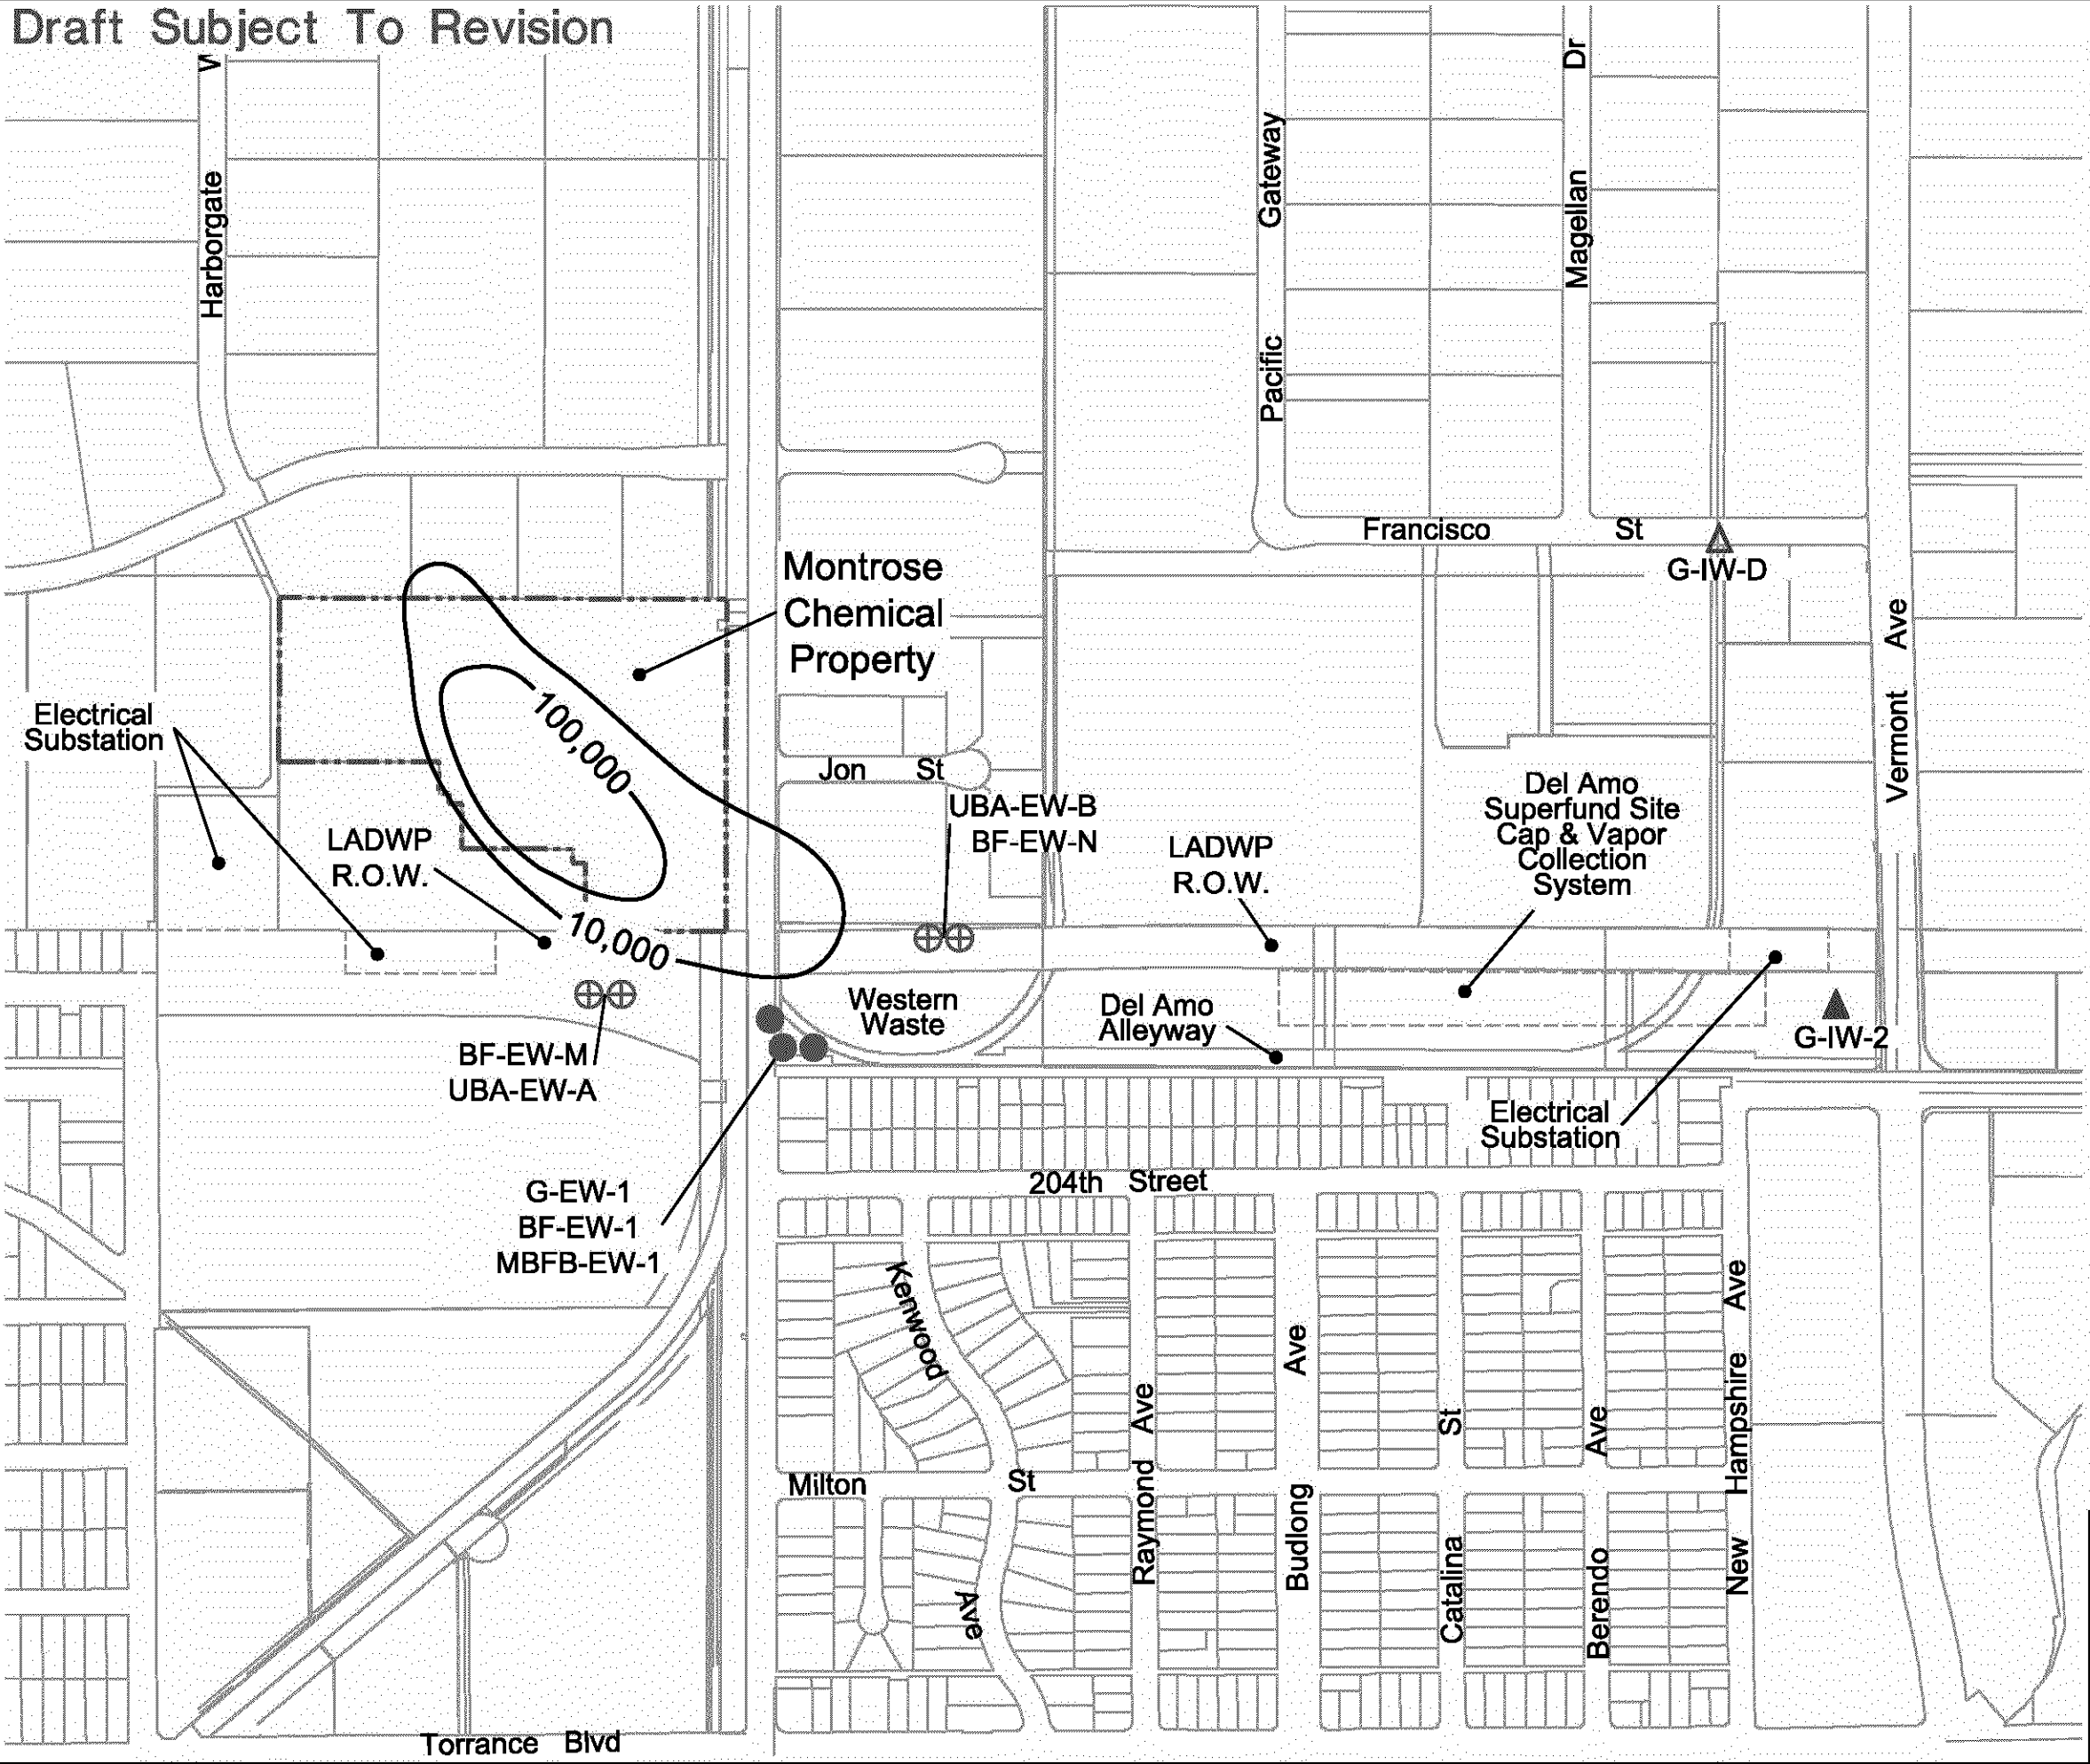 Draft Subject To Revision
W
Harborgate
Pacific Gateway
Magellan Dr
Francisco St
G-IW-D
Montrose
Chemical
Property
Vermont Ave
100,000
Electrical
Substation
Jon St
UBA-EW-B
BF-EW-N
LADWP
R.O.W.
LADWP
R.O.W.
Del Amo
Superfund Site
Cap & Vapor
Collection
System
10,000
Western
Waste
Del Amo
Alleyway
G-IW-2
BF-EW-M
UBA-EW-A
Electrical
Substation
204th Street
G-EW-1
BF-EW-1
MBFB-EW-1
Kenwood Ave
Milton St
Raymond Ave
Budlong Ave
Catalina St
Berendo Ave
New Hampshire Ave
Torrance Blvd